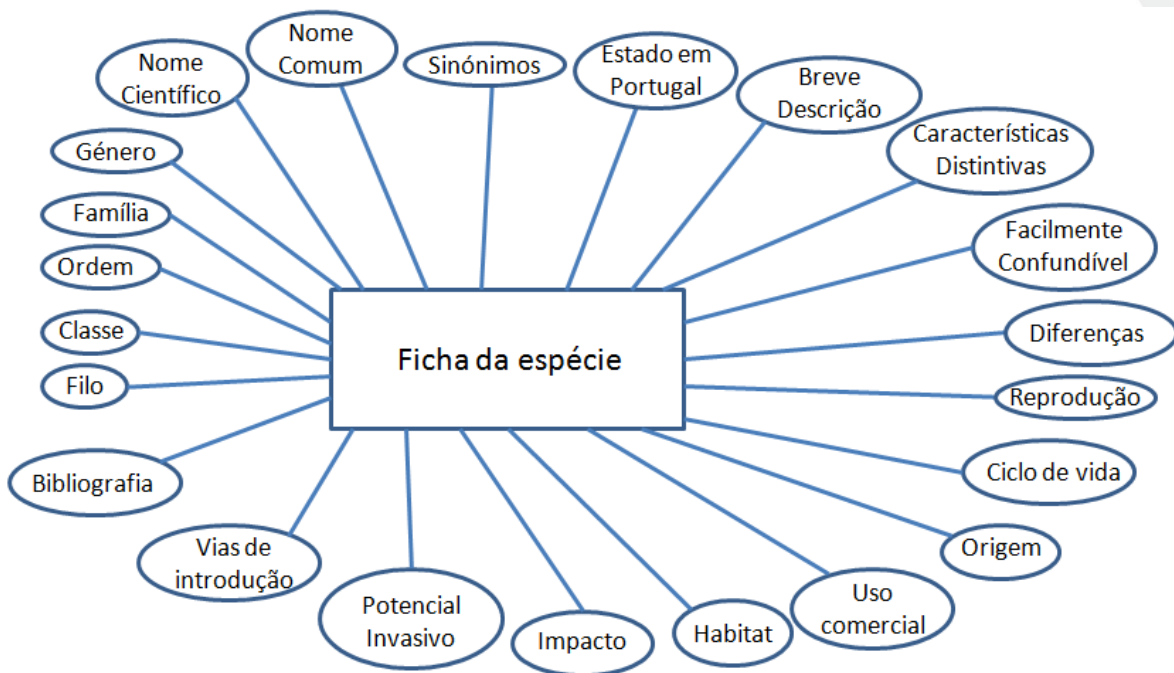 Nome
Científico
Nome
Comum
Sinónimos
Estado em
Portugal
Breve
Descrição
Características
Distintivas
Facilmente
Confundível
Diferenças
Reprodução
Ciclo de vida
Origem
Uso
comercial
Habitat
Impacto
Potencial
Invasivo
Vias de
introdução
Bibliografia
Filo
Classe
Ordem
Família
Género
Ficha da espécie